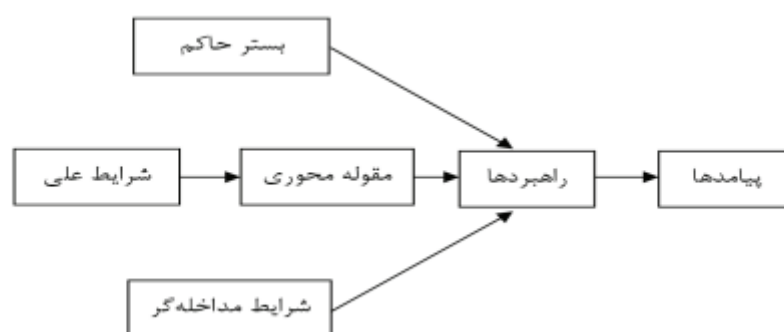 بستر حاکم
شرایط علی
مقوله محوری
راهبردها
پیامدها
شرایط مداخله‌گر